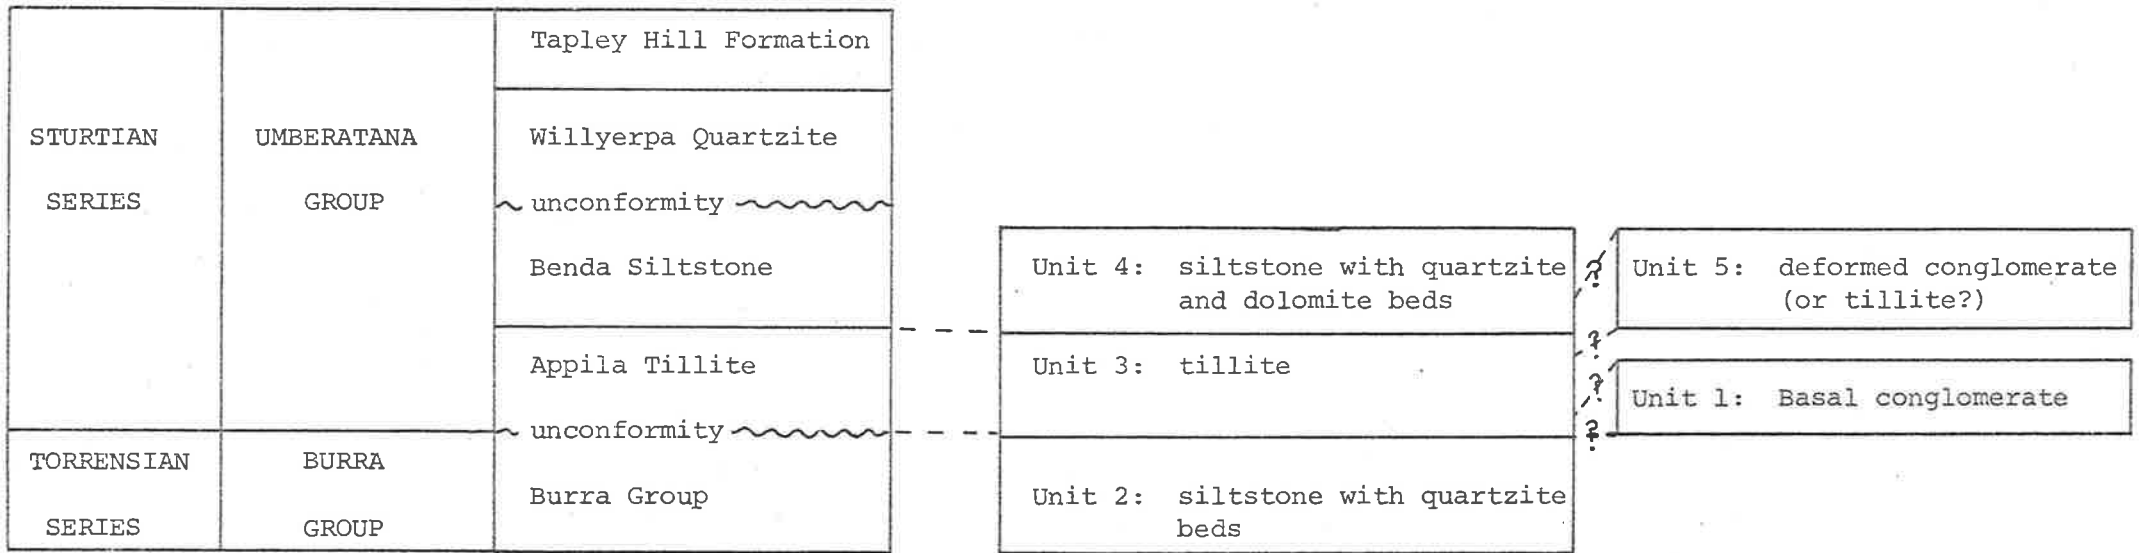 Tapley Hill Formation
STURTIAN
SERIES
UMBERATANA
GROUP
Willyerpa Quartzite
unconformity
Benda Siltstone
Appila Tillite
unconformity
TORRENSIAN
SERIES
BURRA
GROUP
Burra Group
Unit 4: siltstone with quartzite
and dolomite beds
Unit 3: tillite
Unit 2: siltstone with quartzite
beds
?
?
?
?
Unit 5: deformed conglomerate
(or tillite?)
Unit 1: Basal conglomerate